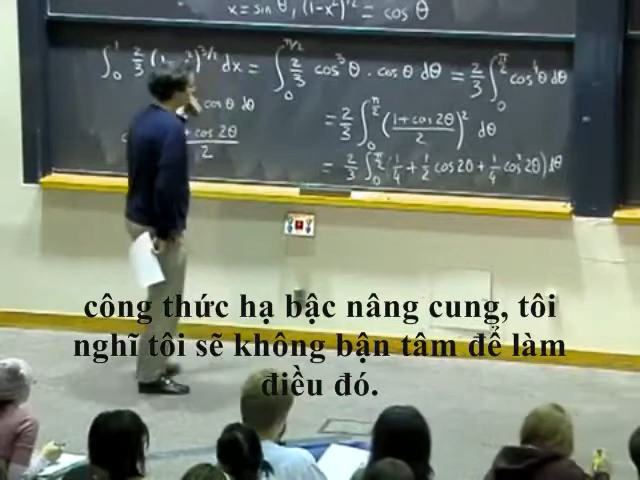 x = sin θ, (1-x²)^1/2 = cos θ
∫₀¹ 2/3 (1-x²)^3/2 dx = ∫₀^π/2 2/3 cos³θ · cos θ dθ = 2/3 ∫₀^π/2 cos⁴θ dθ
cos θ dθ
= 2/3 ∫₀^π/2 (1+cos 2θ / 2)² dθ
+ cos 2θ / 2
= 2/3 ∫₀^π/2 (1/4 + 1/2 cos 2θ + 1/4 cos² 2θ) dθ
công thức hạ bậc nâng cung, tôi
nghĩ tôi sẽ không bận tâm để làm
điều đó.